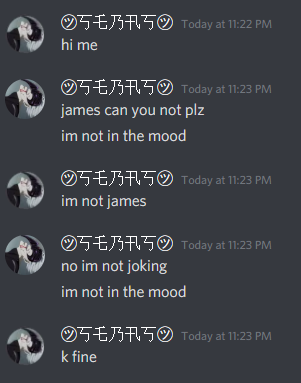 ㋡丂乇乃卂丂㋡ Today at 11:22 PM
hi me
㋡丂乇乃卂丂㋡ Today at 11:23 PM
james can you not plz
im not in the mood
㋡丂乇乃卂丂㋡ Today at 11:23 PM
im not james
㋡丂乇乃卂丂㋡ Today at 11:23 PM
no im not joking
im not in the mood
㋡丂乇乃卂丂㋡ Today at 11:23 PM
k fine